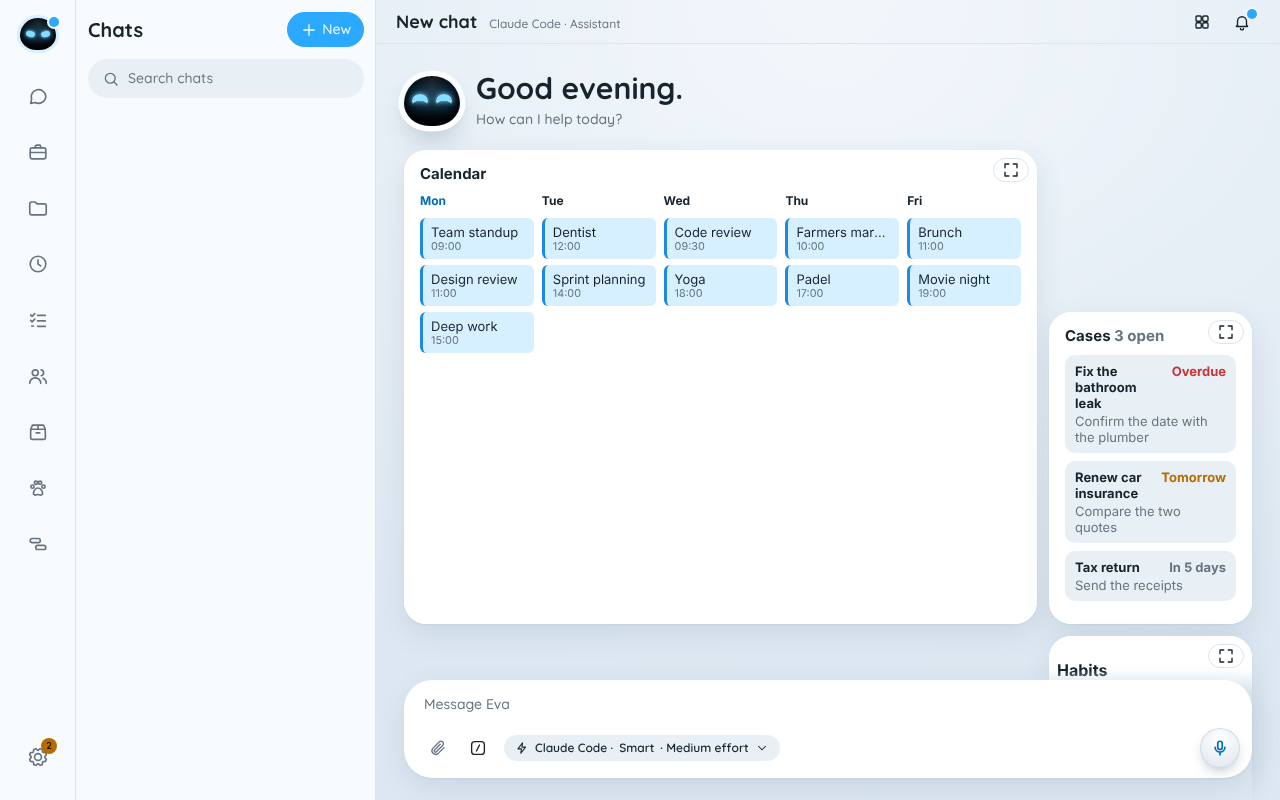 Chats
New
Search chats
2
New chat
Claude Code · Assistant
Good evening.
How can I help today?
Calendar
Mon
Tue
Wed
Thu
Fri
Team standup
09:00
Dentist
12:00
Code review
09:30
Farmers mar...
10:00
Brunch
11:00
Design review
11:00
Sprint planning
14:00
Yoga
18:00
Padel
17:00
Movie night
19:00
Deep work
15:00
Cases 3 open
Fix the
bathroom
leak
Overdue
Confirm the date with
the plumber
Renew car
insurance
Tomorrow
Compare the two
quotes
Tax return
In 5 days
Send the receipts
Habits
Message Eva
Claude Code · Smart · Medium effort